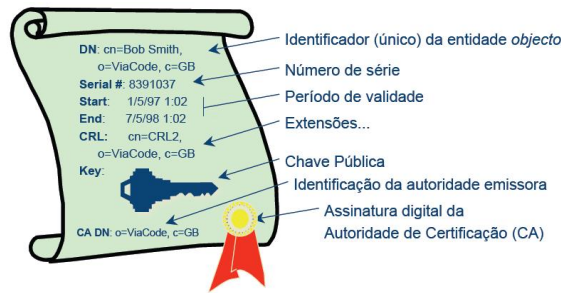 DN: cn=Bob Smith,
o=ViaCode, c=GB
Serial #: 8391037
Start: 1/5/97 1:02
End: 7/5/98 1:02
CRL: cn=CRL2,
o=ViaCode, c=GB
Key:
CA DN: o=ViaCode, c=GB
Identificador (único) da entidade objecto
Número de série
Período de validade
Extensões...
Chave Pública
Identificação da autoridade emissora
Assinatura digital da
Autoridade de Certificação (CA)